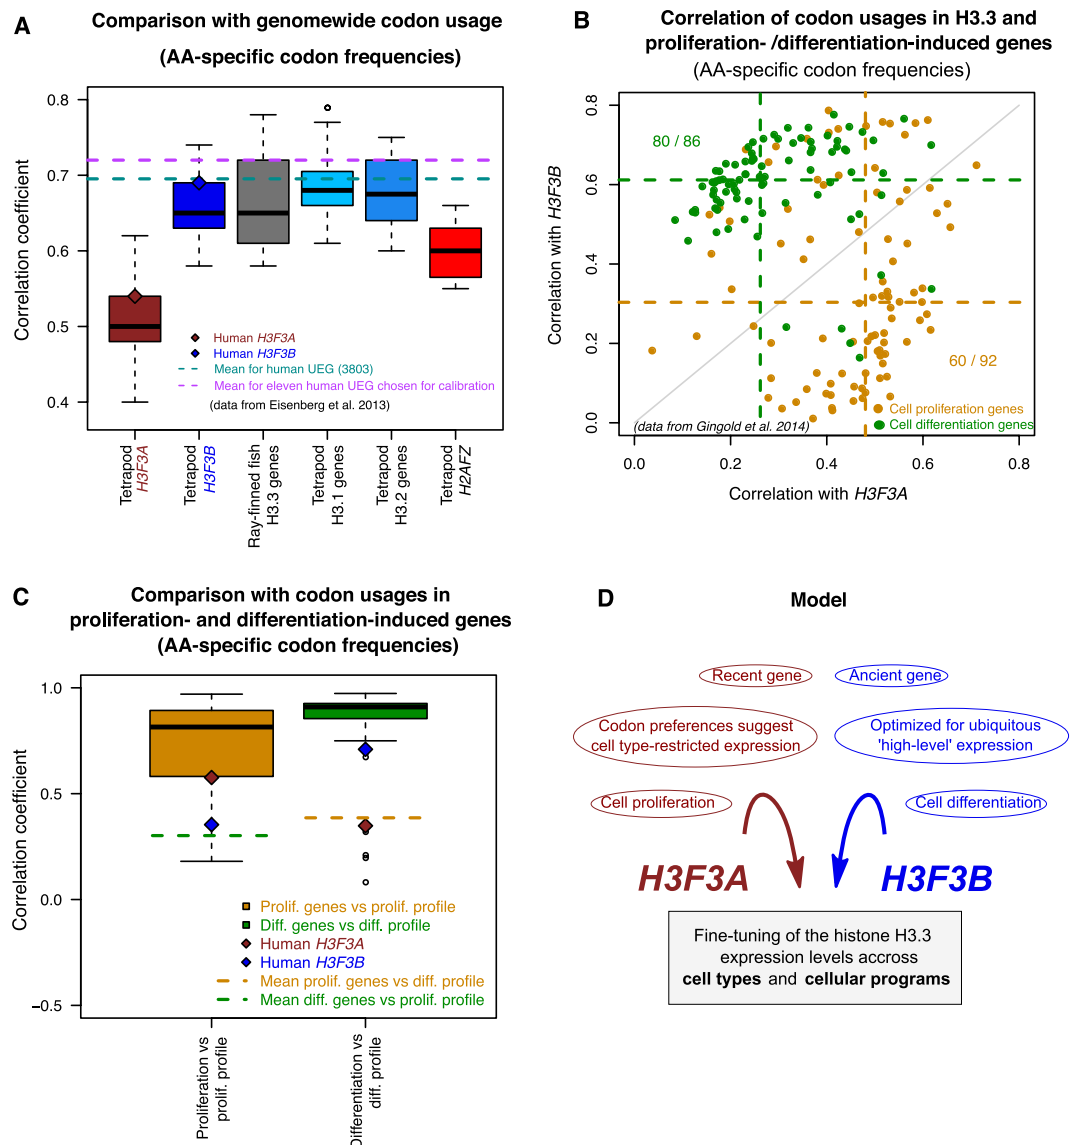 A
Comparison with genomewide codon usage
(AA-specific codon frequencies)
Correlation coefficient
0.8
0.7
0.6
0.5
0.4
Human H3F3A
Human H3F3B
Mean for human UEG (3803)
Mean for eleven human UEG chosen for calibration
(data from Eisenberg et al. 2013)
Tetrapod
H3F3A
Tetrapod
H3F3B
Ray-finned fish
H3.3 genes
Tetrapod
H3.1 genes
Tetrapod
H3.2 genes
Tetrapod
H2AFZ
B
Correlation of codon usages in H3.3 and
proliferation- /differentiation-induced genes
(AA-specific codon frequencies)
Correlation with H3F3B
0.8
0.6
0.4
0.2
0.0
80 / 86
60 / 92
Cell proliferation genes
Cell differentiation genes
(data from Gingold et al. 2014)
0.0
0.2
0.4
0.6
0.8
Correlation with H3F3A
C
Comparison with codon usages in
proliferation- and differentiation-induced genes
(AA-specific codon frequencies)
Correlation coefficient
1.0
0.5
0.0
−0.5
Prolif. genes vs prolif. profile
Diff. genes vs diff. profile
Human H3F3A
Human H3F3B
Mean prolif. genes vs diff. profile
Mean diff. genes vs prolif. profile
Proliferation vs
prolif. profile
Differentiation vs
diff. profile
D
Model
Recent gene
Ancient gene
Codon preferences suggest
cell type-restricted expression
Optimized for ubiquitous
'high-level' expression
Cell proliferation
Cell differentiation
H3F3A
H3F3B
Fine-tuning of the histone H3.3
expression levels accross
cell types and cellular programs